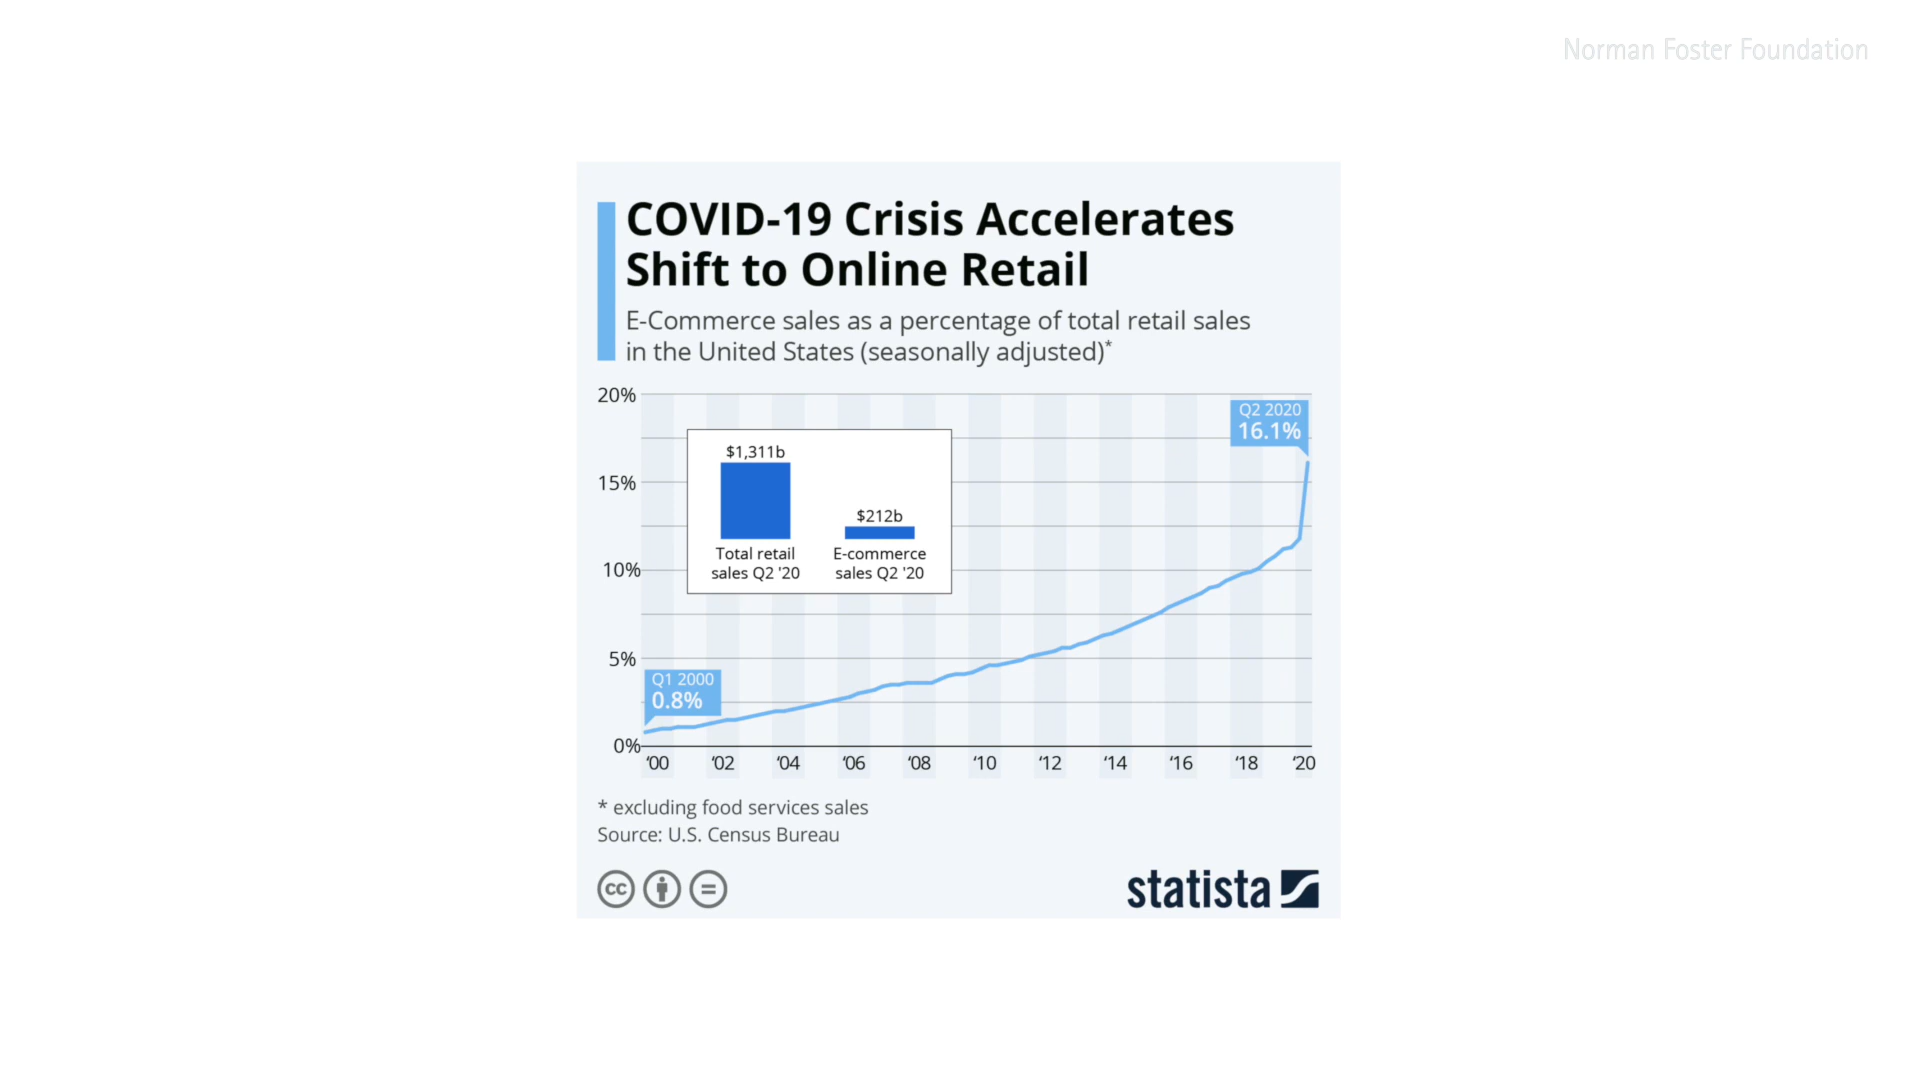 Norman Foster Foundation
COVID-19 Crisis Accelerates
Shift to Online Retail
E-Commerce sales as a percentage of total retail sales
in the United States (seasonally adjusted)*
20%
15%
10%
5%
0%
$1,311b
Total retail
sales Q2 '20
$212b
E-commerce
sales Q2 '20
Q2 2020
16.1%
Q1 2000
0.8%
‘00 ‘02 ‘04 ‘06 ‘08 ‘10 ‘12 ‘14 ‘16 ‘18 ‘20
* excluding food services sales
Source: U.S. Census Bureau
cc
statista